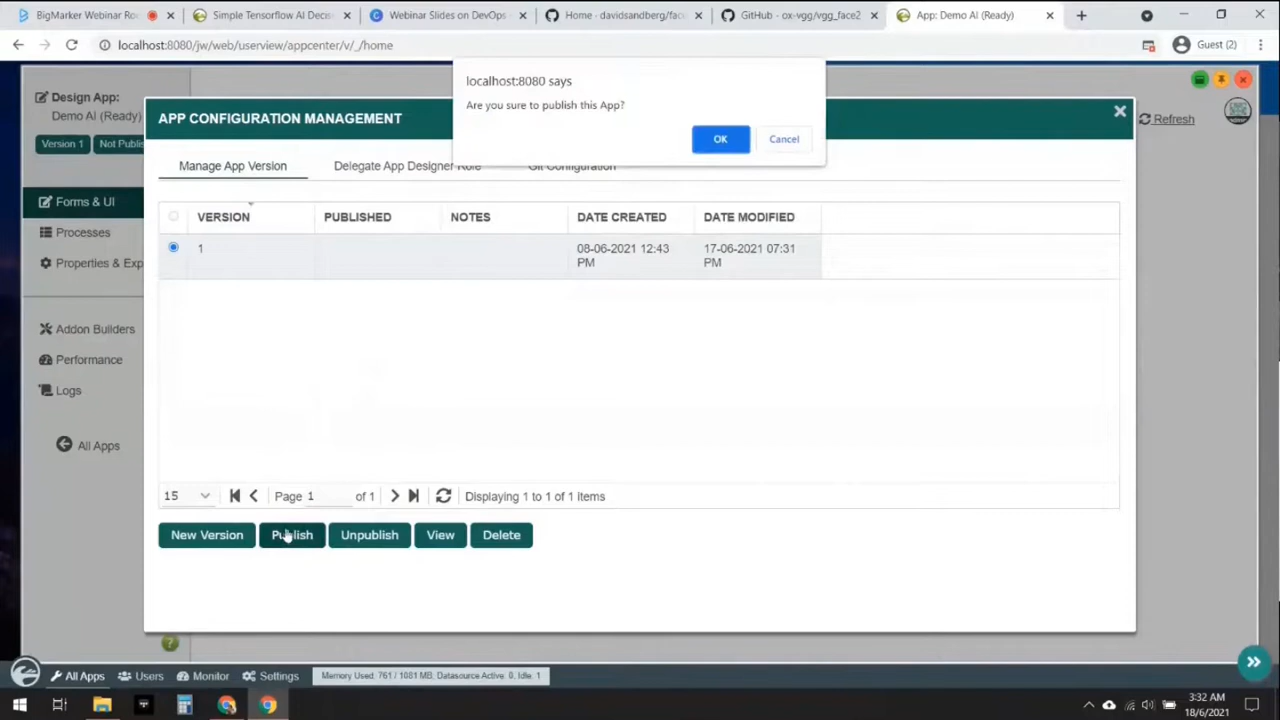 BigMarker Webinar Ro
Simple Tensorflow AI Decis
Webinar Slides on DevOps
Home · davidsandberg/fac
GitHub - ox-vgg/vgg_face2
App: Demo AI (Ready)
localhost:8080/jw/web/userview/appcenter/v/_/home
Guest (2)
localhost:8080 says
Are you sure to publish this App?
OK
Cancel
Design App:
Demo AI (Ready)
Version 1
Not Publis
Refresh
APP CONFIGURATION MANAGEMENT
Manage App Version
Delegate App Designer Role
Git Configuration
Forms & UI
Processes
Properties & Exp
Addon Builders
Performance
Logs
All Apps
VERSION PUBLISHED NOTES DATE CREATED DATE MODIFIED
1 08-06-2021 12:43 PM 17-06-2021 07:31 PM
15 Page 1 of 1 Displaying 1 to 1 of 1 items
New Version Publish Unpublish View Delete
?
All Apps Users Monitor Settings Memory Used: 761 / 1081 MB, Datasource Active: 0, Idle: 1
3:32 AM
18/6/2021